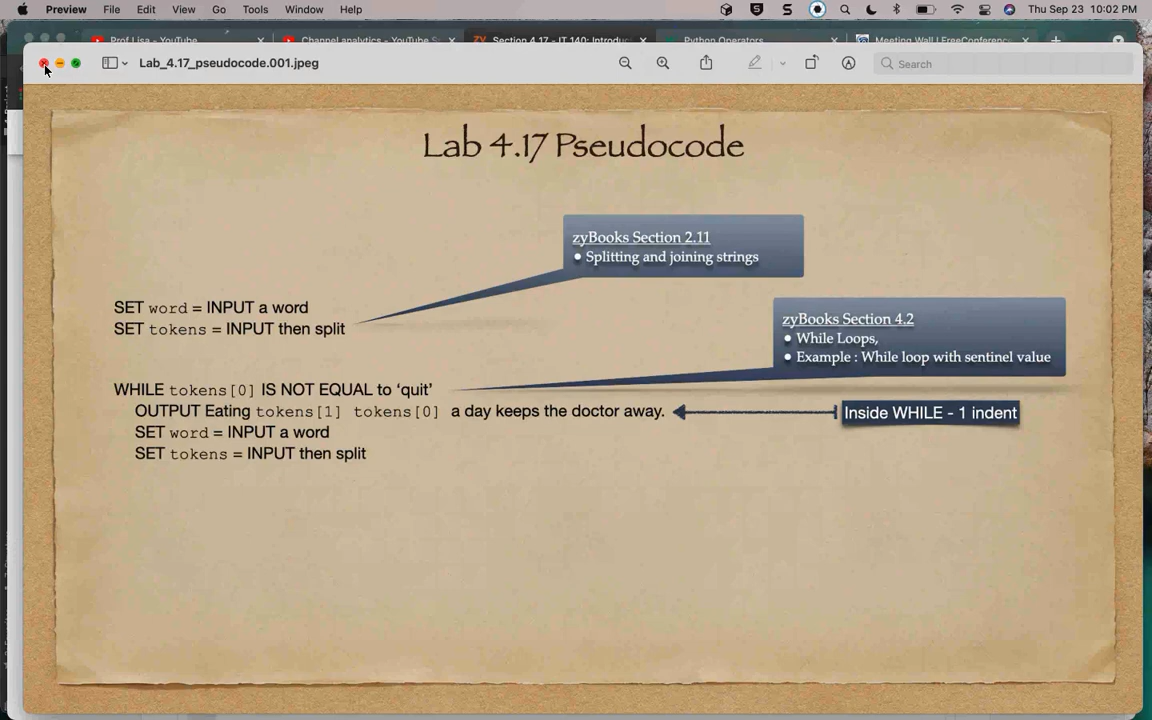 Preview File Edit View Go Tools Window Help Thu Sep 23 10:02 PM
Prof Lisa - YouTube Channel analytics - YouTube S Section 4.17 - IT 140: Introduc Python Operators Meeting Wall | FreeConference
Lab_4.17_pseudocode.001.jpeg Search
Lab 4.17 Pseudocode
zyBooks Section 2.11
• Splitting and joining strings
SET word = INPUT a word
SET tokens = INPUT then split
zyBooks Section 4.2
• While Loops,
• Example : While loop with sentinel value
WHILE tokens[0] IS NOT EQUAL to ‘quit’
OUTPUT Eating tokens[1] tokens[0] a day keeps the doctor away.
Inside WHILE - 1 indent
SET word = INPUT a word
SET tokens = INPUT then split